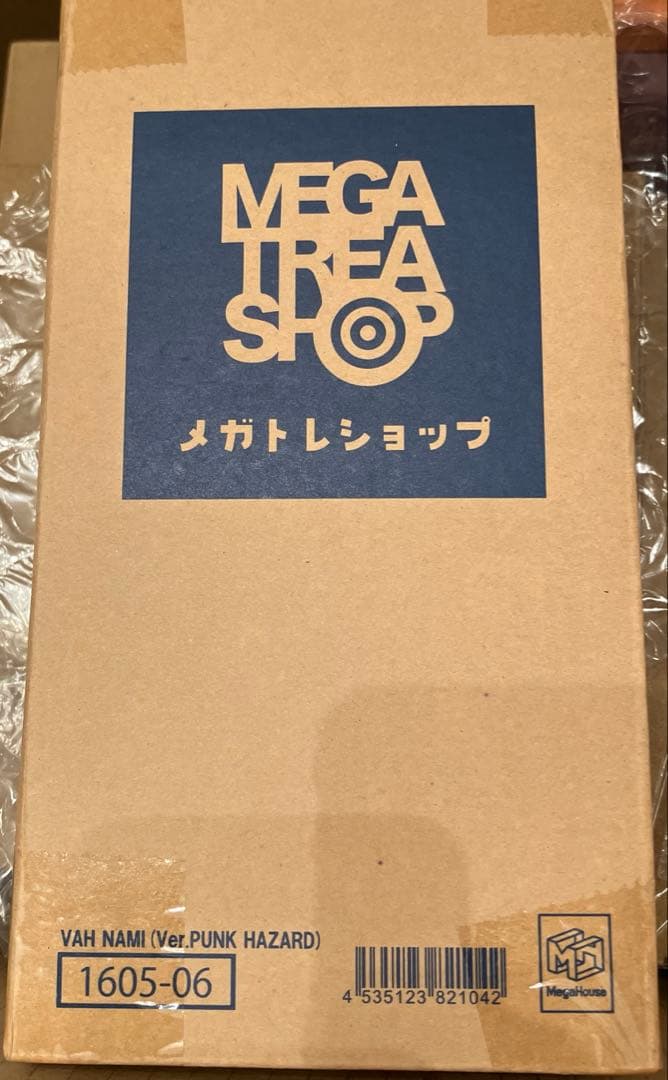 MEGA
TREA
SHOP
メガトレショップ
VAH NAMI (Ver.PUNK HAZARD)
1605-06
4 535123 821042
MegaHouse